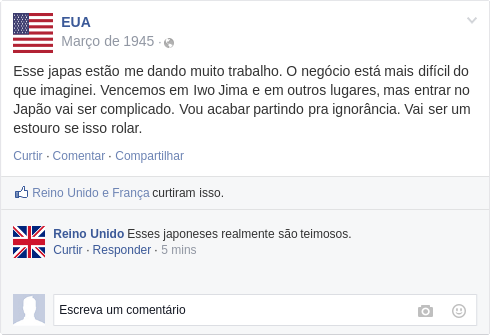 EUA
Março de 1945 ·
Esse japas estão me dando muito trabalho. O negócio está mais difícil do
que imaginei. Vencemos em Iwo Jima e em outros lugares, mas entrar no
Japão vai ser complicado. Vou acabar partindo pra ignorância. Vai ser um
estouro se isso rolar.
Curtir · Comentar · Compartilhar
Reino Unido e França curtiram isso.
Reino Unido Esses japoneses realmente são teimosos.
Curtir · Responder · 5 mins
Escreva um comentário